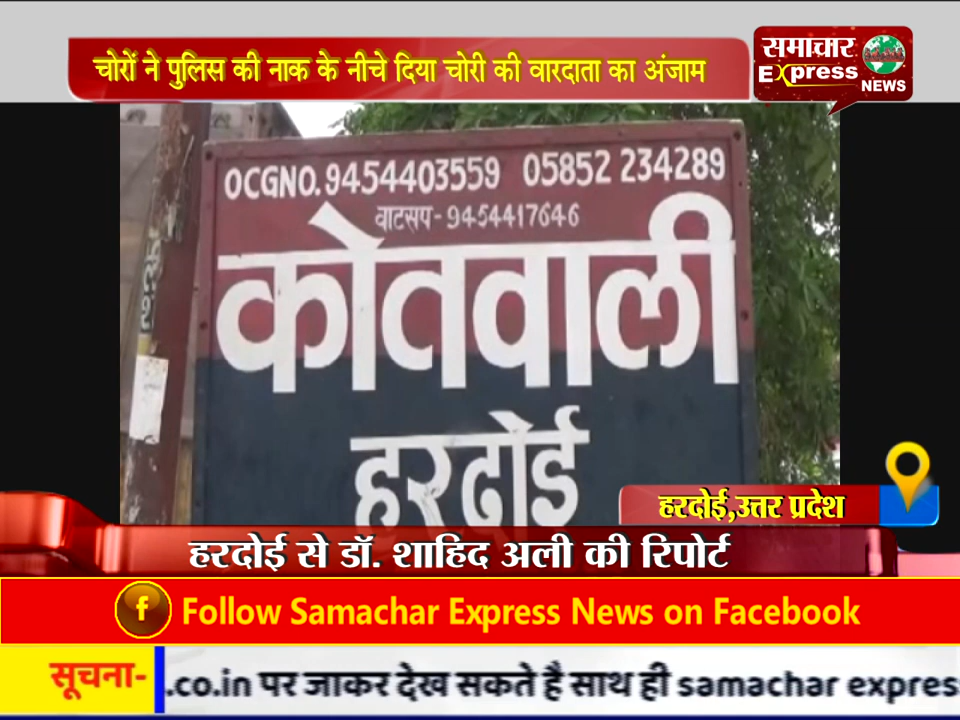 चोरों ने पुलिस की नाक के नीचे दिया चोरी की वारदाता का अंजाम
समाचार
Express
NEWS
OCGNO.9454403559 05852 234289
वाटसप-9454417646
कोतवाली
हरदोई
हरदोई,उत्तर प्रदेश
हरदोई से डॉ. शाहिद अली की रिपोर्ट
f Follow Samachar Express News on Facebook
सूचना- .co.in पर जाकर देख सकते है साथ ही samachar expres